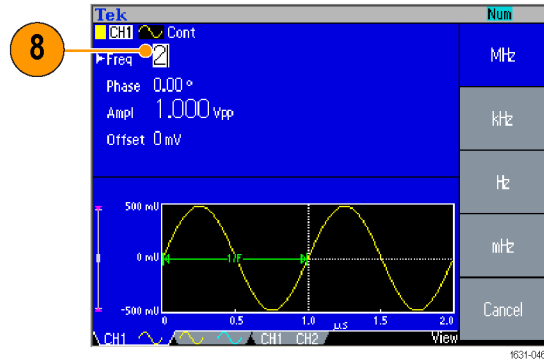 Tek
Num
CH1 Cont
8
Freq 2
MHz
Phase 0.00 °
Ampl 1.000 Vpp
kHz
Offset 0 mV
Hz
500 mV
0 mV
1/F
mHz
-500 mV
0 0.5 1.0 µs 1.5 2.0
Cancel
CH1 CH1 CH2 View
1631-046